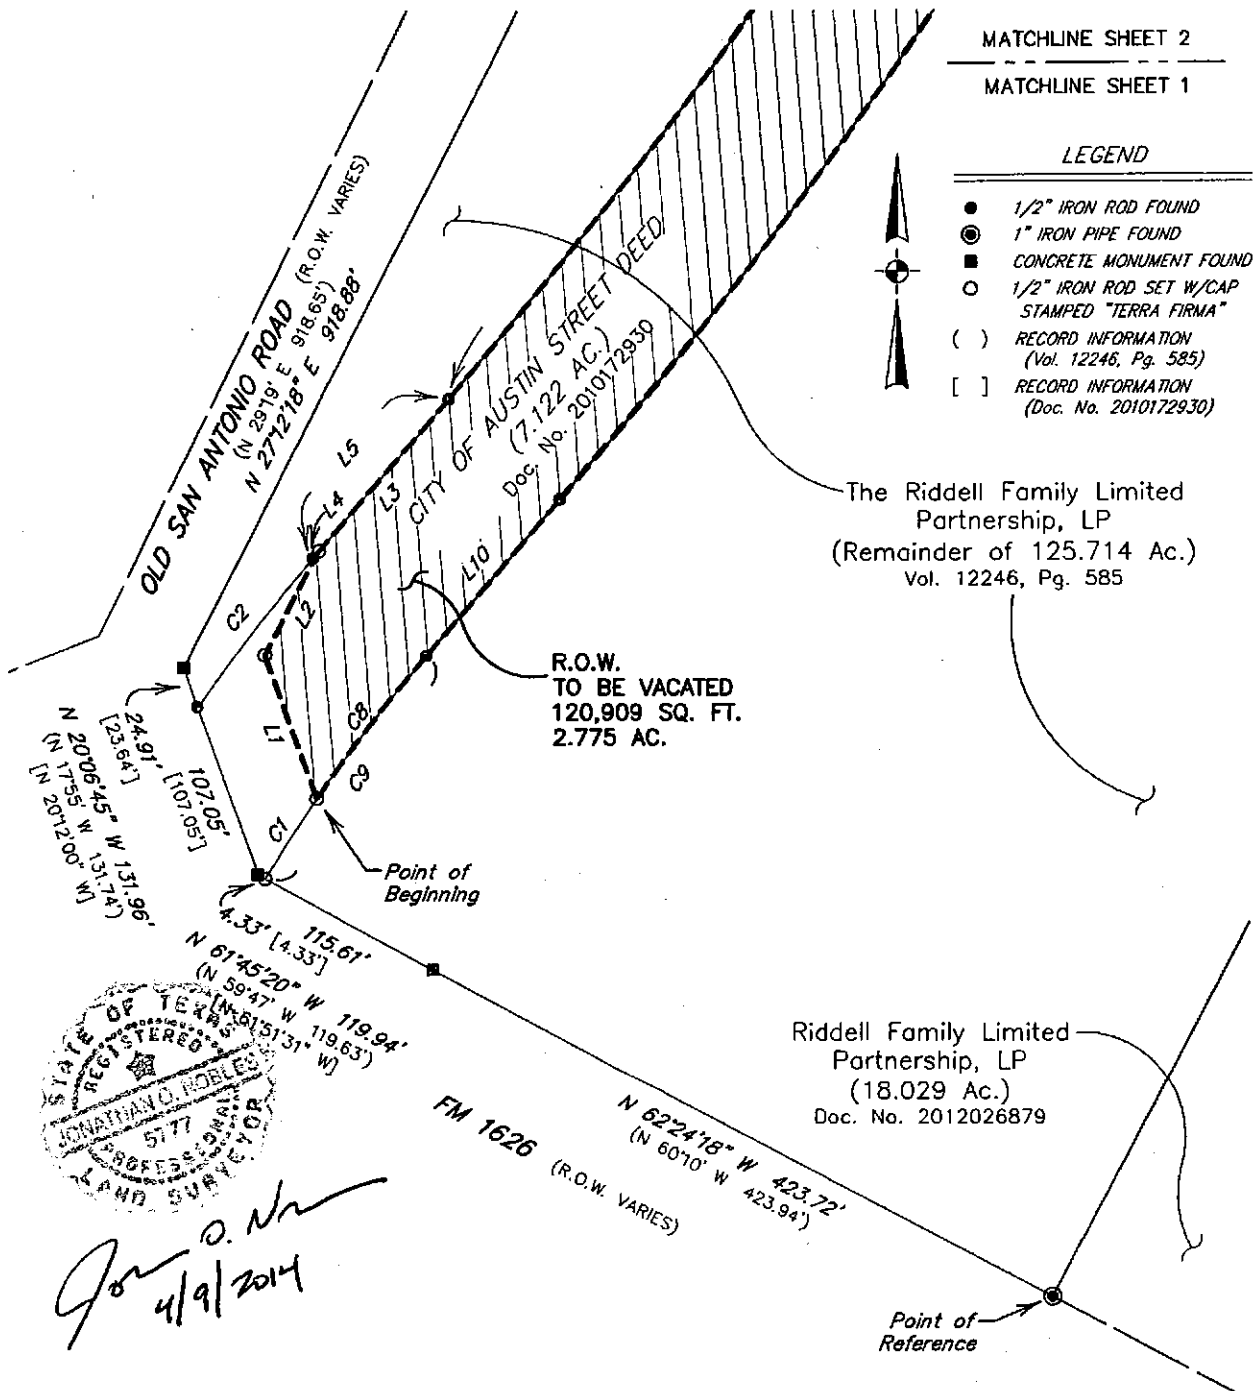 MATCHLINE SHEET 2
MATCHLINE SHEET 1
LEGEND
1/2" IRON ROD FOUND
1" IRON PIPE FOUND
CONCRETE MONUMENT FOUND
1/2" IRON ROD SET W/CAP
STAMPED "TERRA FIRMA"
( ) RECORD INFORMATION
(Vol. 12246, Pg. 585)
[ ] RECORD INFORMATION
(Doc. No. 2010172930)
OLD SAN ANTONIO ROAD (R.O.W. VARIES)
(N 29°19' E 918.65')
N 27°12'18" E 918.88'
CITY OF AUSTIN STREET DEED
(7.122 AC.)
Doc. No. 2010172930
L5
L4
L3
L2
L1
L10
C2
C8
C9
C1
The Riddell Family Limited
Partnership, LP
(Remainder of 125.714 Ac.)
Vol. 12246, Pg. 585
R.O.W.
TO BE VACATED
120,909 SQ. FT.
2.775 AC.
24.91'
[23.64']
107.05'
[107.05']
N 20°06'45" W 131.96'
(N 17°55' W 131.74')
[N 20°12'00" W]
Point of
Beginning
4.33' [4.33']
115.61'
N 61°45'20" W 119.94'
(N 59°47' W 119.63')
[N 61°51'31" W]
STATE OF TEXAS
REGISTERED
JONATHAN O. NOBLES
5777
PROFESSIONAL
LAND SURVEYOR
O. N
4/9/2014
FM 1626 (R.O.W. VARIES)
N 62°24'18" W 423.72'
(N 60°10' W 423.94')
Riddell Family Limited
Partnership, LP
(18.029 Ac.)
Doc. No. 2012026879
Point of
Reference